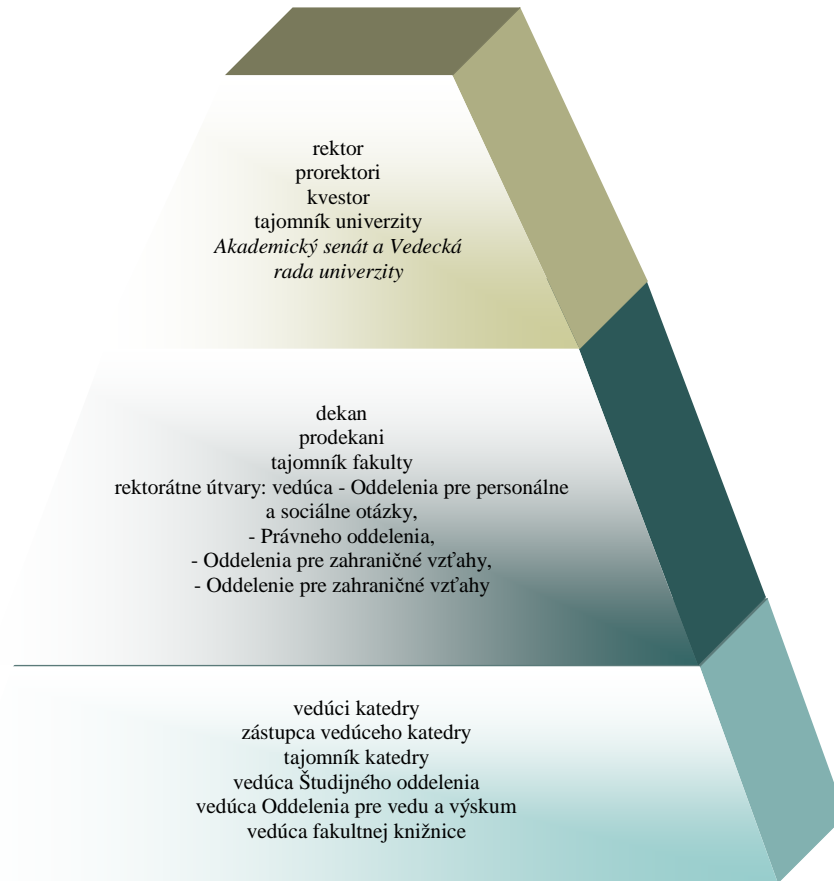 rektor
prorektori
kvestor
tajomník univerzity
Akademický senát a Vedecká
rada univerzity
dekan
prodekani
tajomník fakulty
rektorátne útvary: vedúca - Oddelenia pre personálne
a sociálne otázky,
- Právneho oddelenia,
- Oddelenia pre zahraničné vzťahy,
- Oddelenie pre zahraničné vzťahy
vedúci katedry
zástupca vedúceho katedry
tajomník katedry
vedúca Študijného oddelenia
vedúca Oddelenia pre vedu a výskum
vedúca fakultnej knižnice